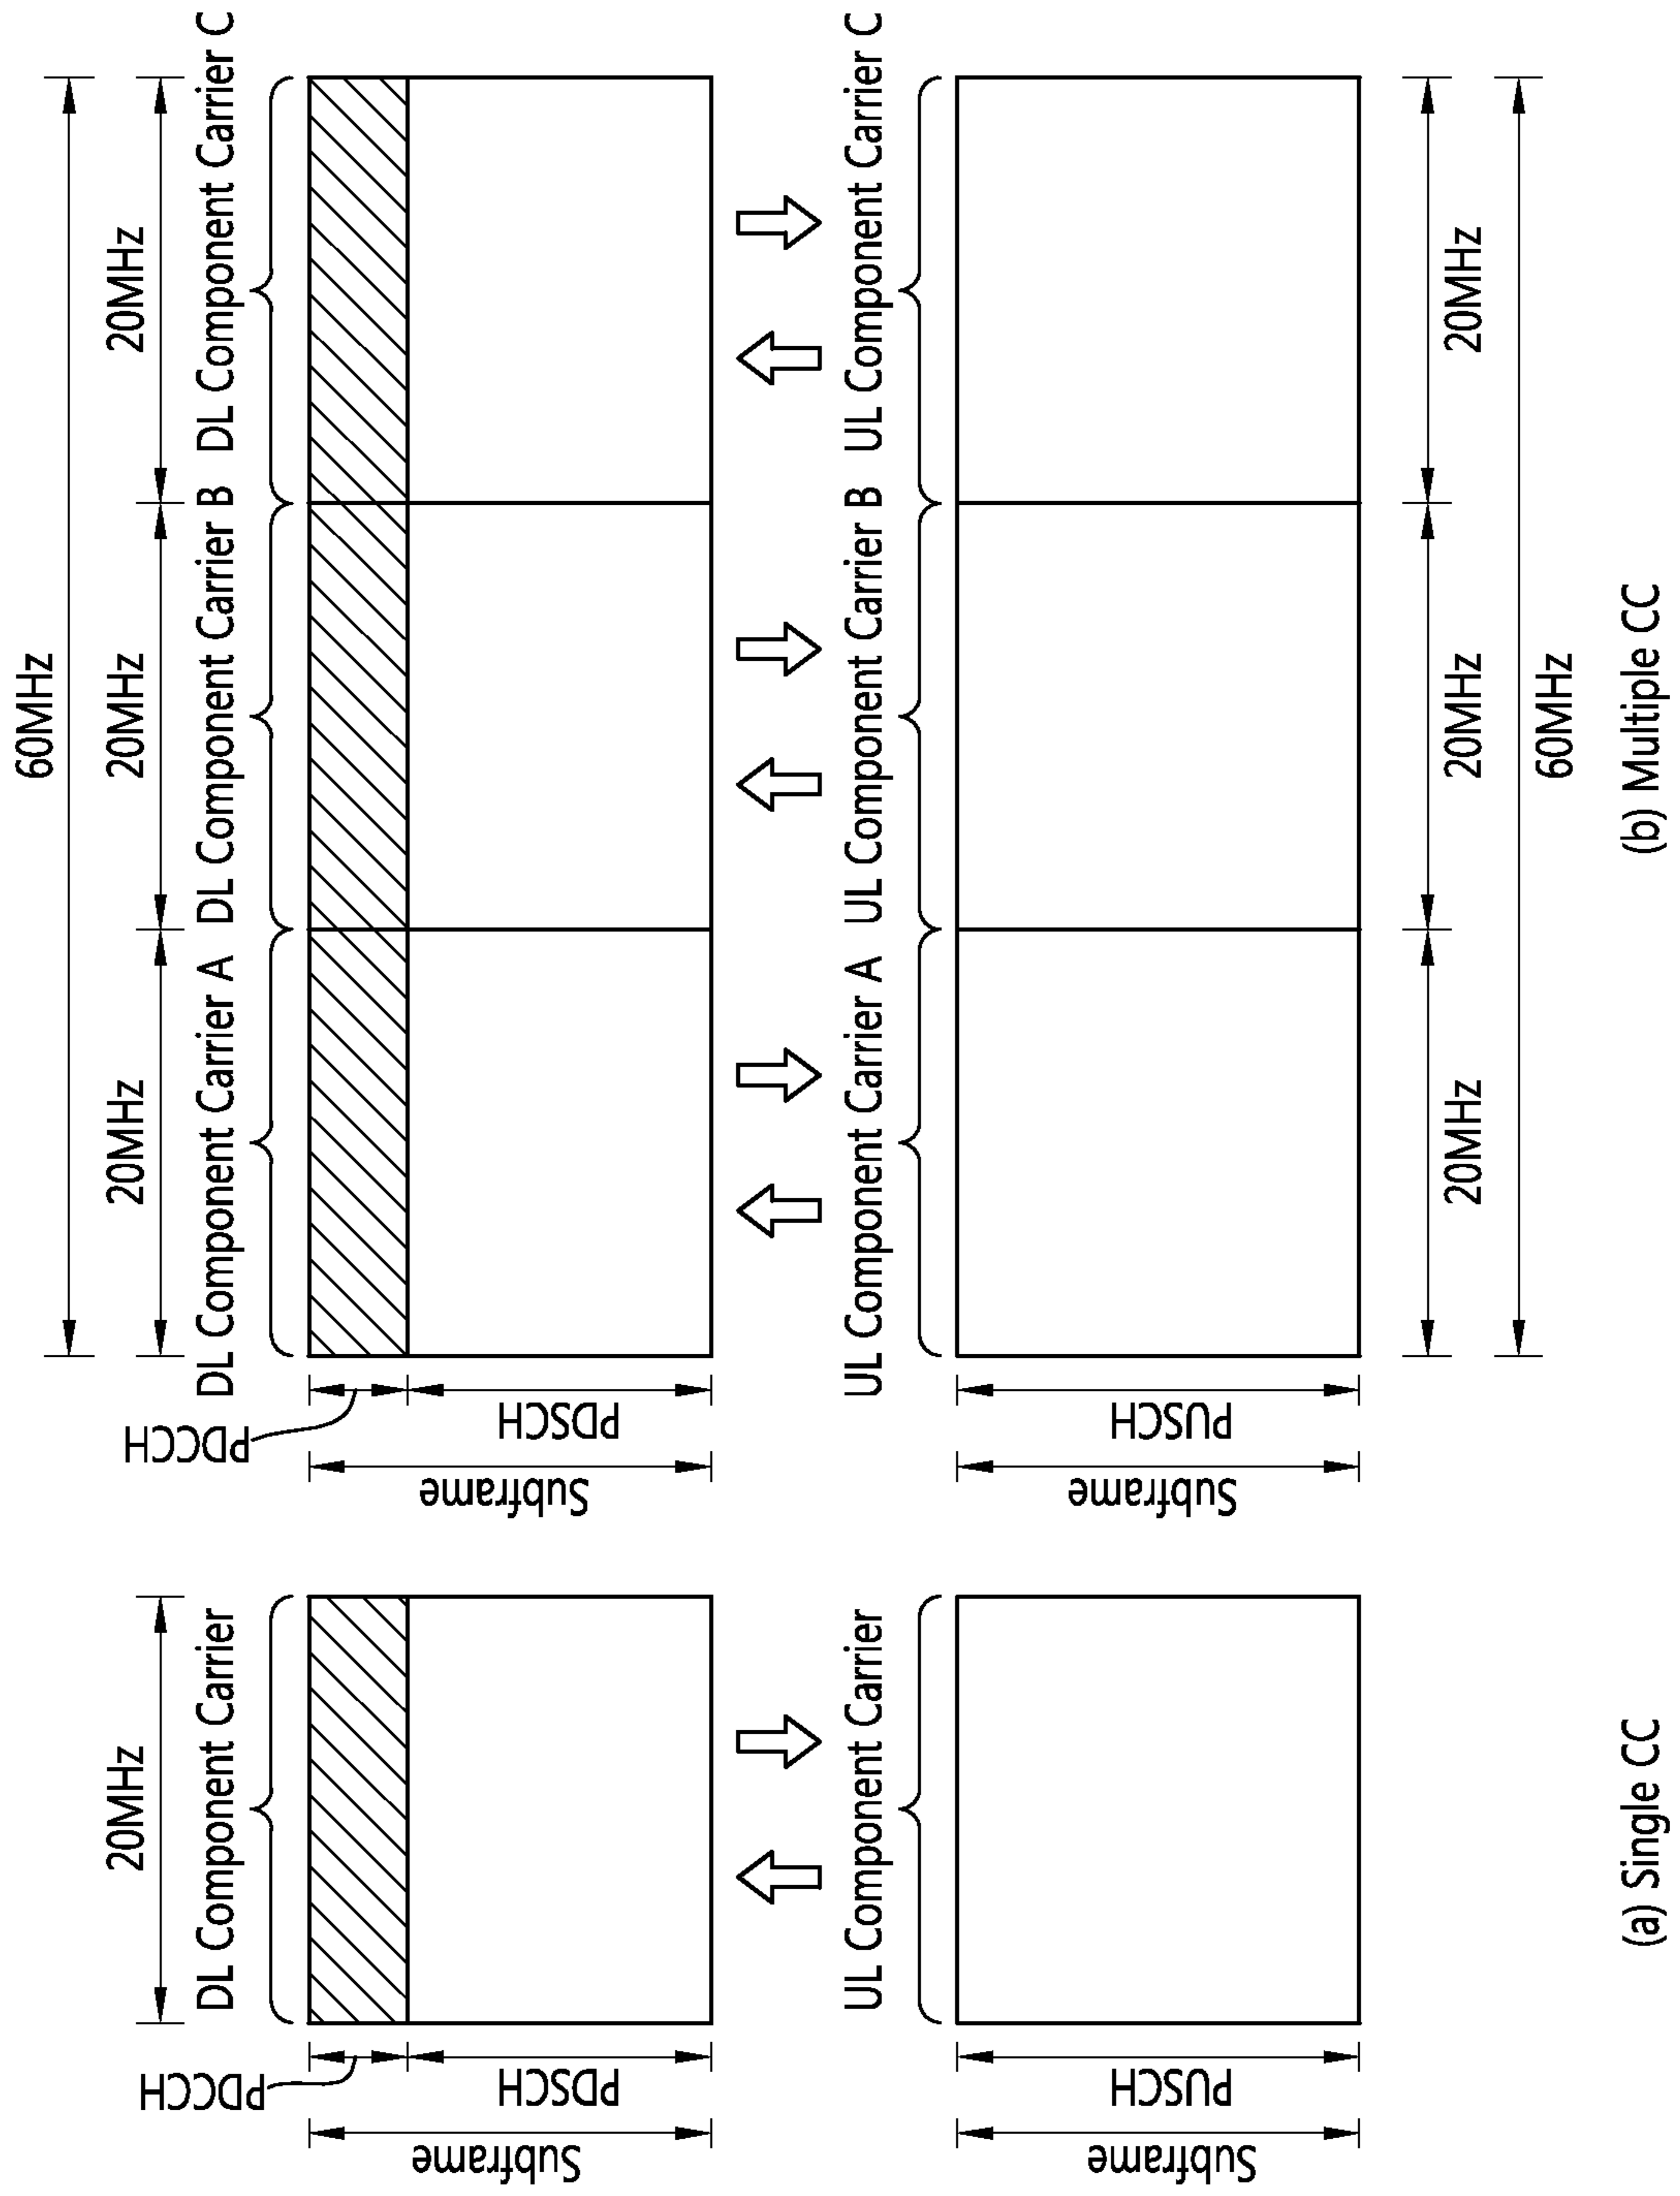 20MHz
DL Component Carrier
PDCCH
PDSCH
Subframe
UL Component Carrier
PUSCH
Subframe
(a) Single CC
60MHz
20MHz 20MHz 20MHz
DL Component Carrier A DL Component Carrier B DL Component Carrier C
PDCCH
PDSCH
Subframe
UL Component Carrier A UL Component Carrier B UL Component Carrier C
PUSCH
Subframe
20MHz 20MHz 20MHz
60MHz
(b) Multiple CC